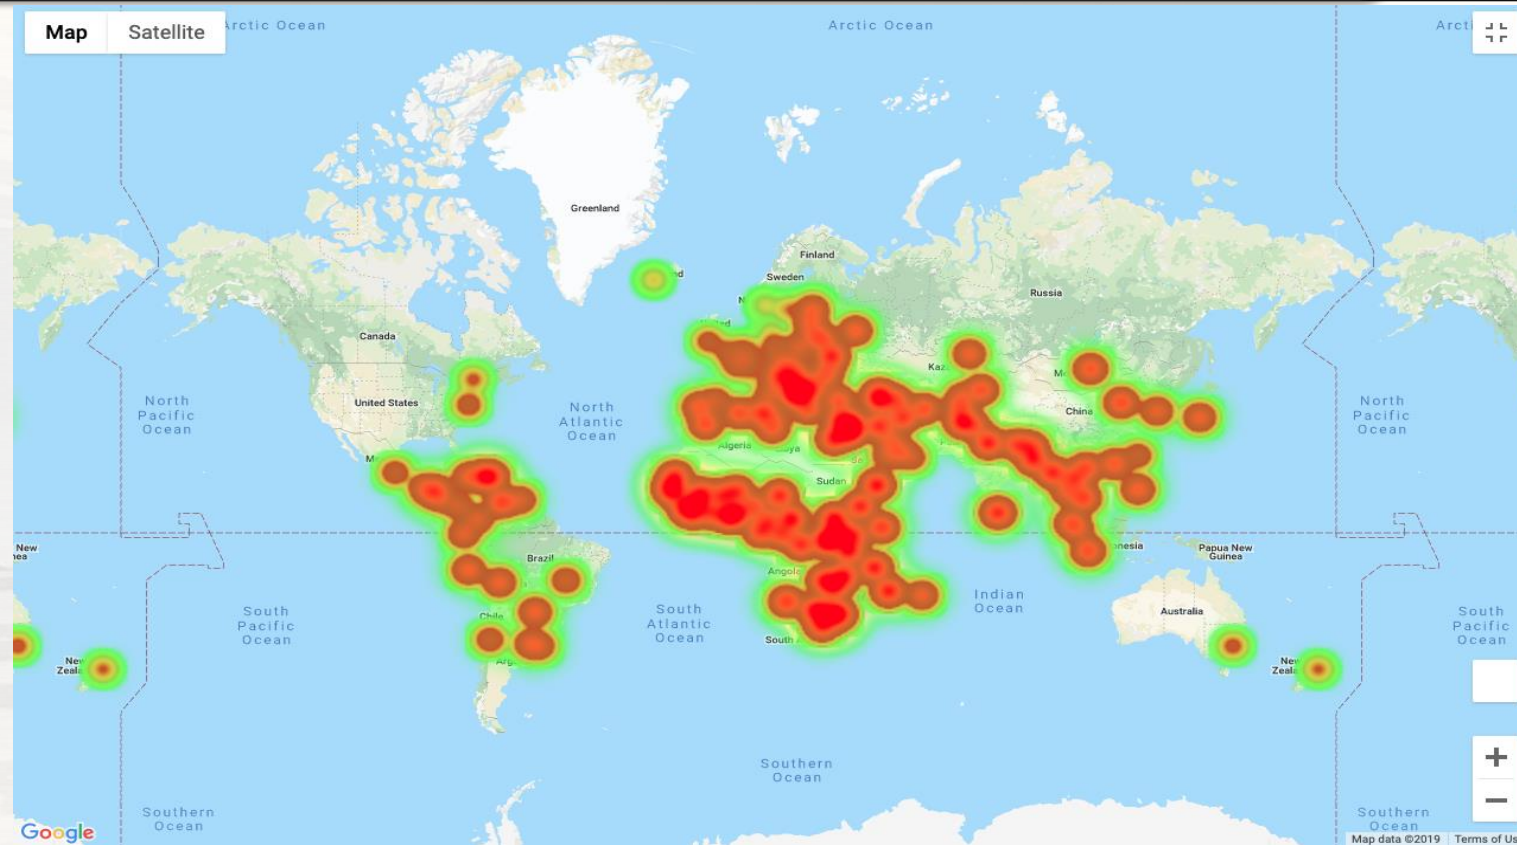 Map
Satellite
Arctic Ocean
Arctic Ocean
Greenland
Finland
Sweden
Russia
Canada
United States
North
Pacific
Ocean
North
Atlantic
Ocean
China
North
Pacific
Ocean
Algeria
Sudan
Brazil
Angola
Papua New
Guinea
Indian
Ocean
Australia
South
Pacific
Ocean
South
Atlantic
Ocean
South
Pacific
Ocean
Chile
South
New
Zeala
New
Zeala
Southern
Ocean
Southern
Ocean
Southern
Ocean
Google
Map data ©2019
Terms of Us